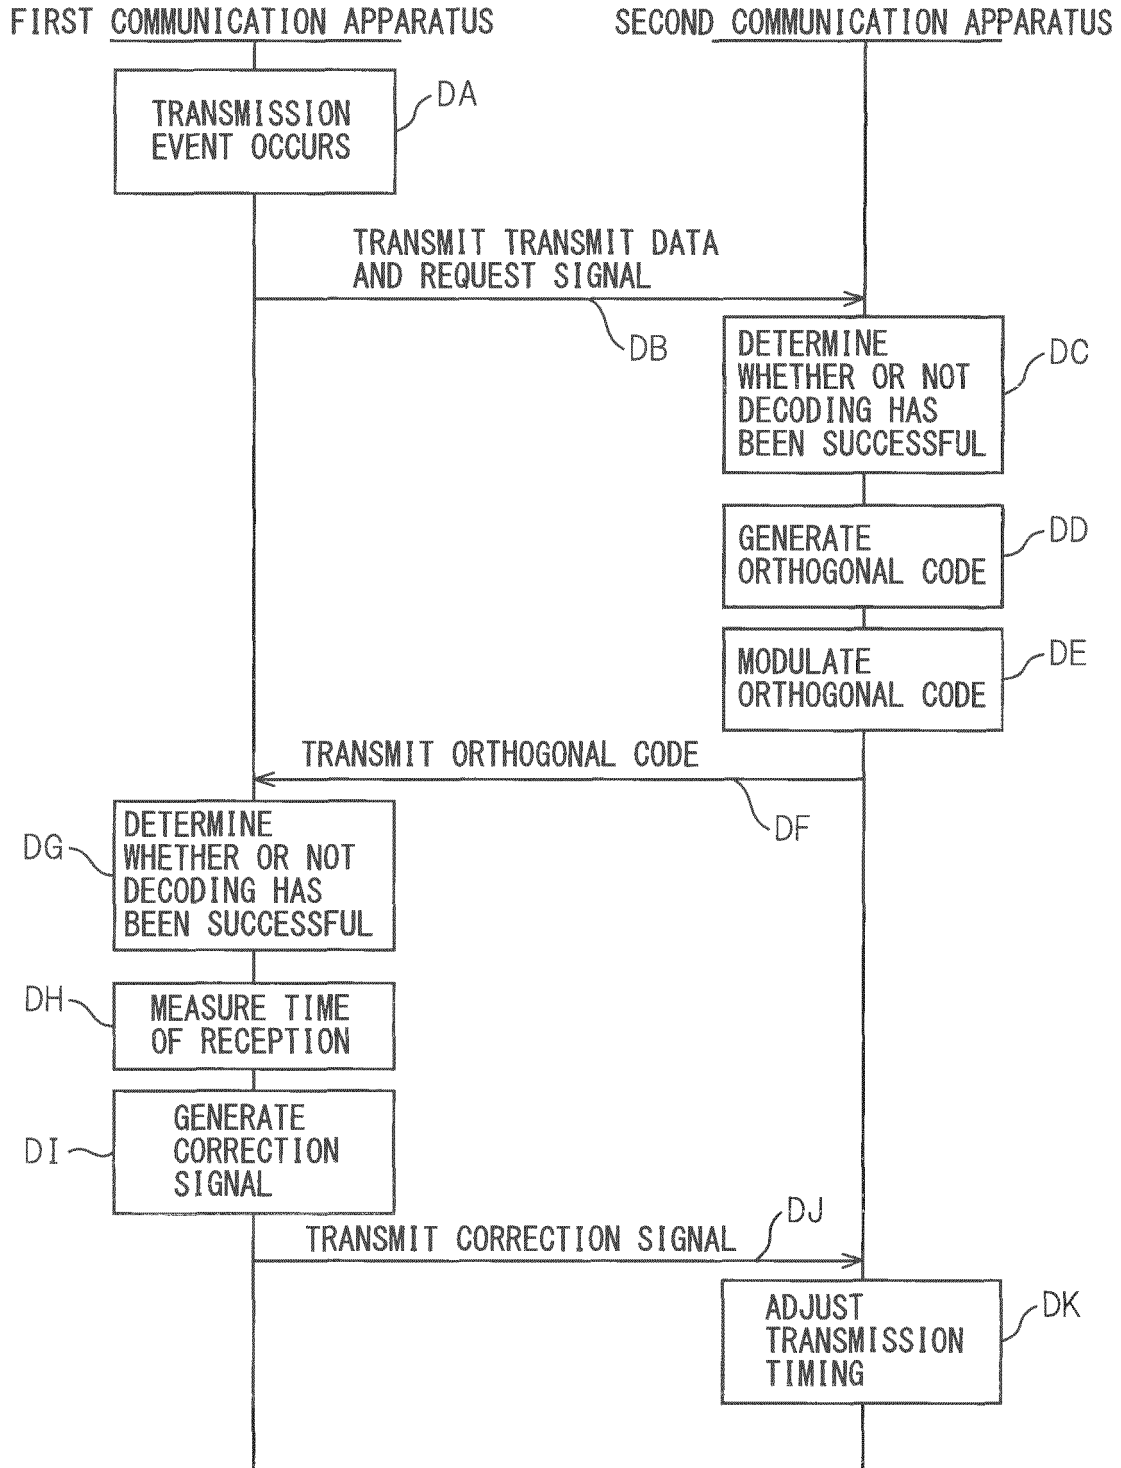 FIRST COMMUNICATION APPARATUS
SECOND COMMUNICATION APPARATUS
DA
TRANSMISSION
EVENT OCCURS
TRANSMIT TRANSMIT DATA
AND REQUEST SIGNAL
DB
DETERMINE
WHETHER OR NOT
DECODING HAS
BEEN SUCCESSFUL
DC
GENERATE
ORTHOGONAL CODE
DD
MODULATE
ORTHOGONAL CODE
DE
TRANSMIT ORTHOGONAL CODE
DF
DG
DETERMINE
WHETHER OR NOT
DECODING HAS
BEEN SUCCESSFUL
DH
MEASURE TIME
OF RECEPTION
DI
GENERATE
CORRECTION
SIGNAL
DJ
TRANSMIT CORRECTION SIGNAL
ADJUST
TRANSMISSION
TIMING
DK